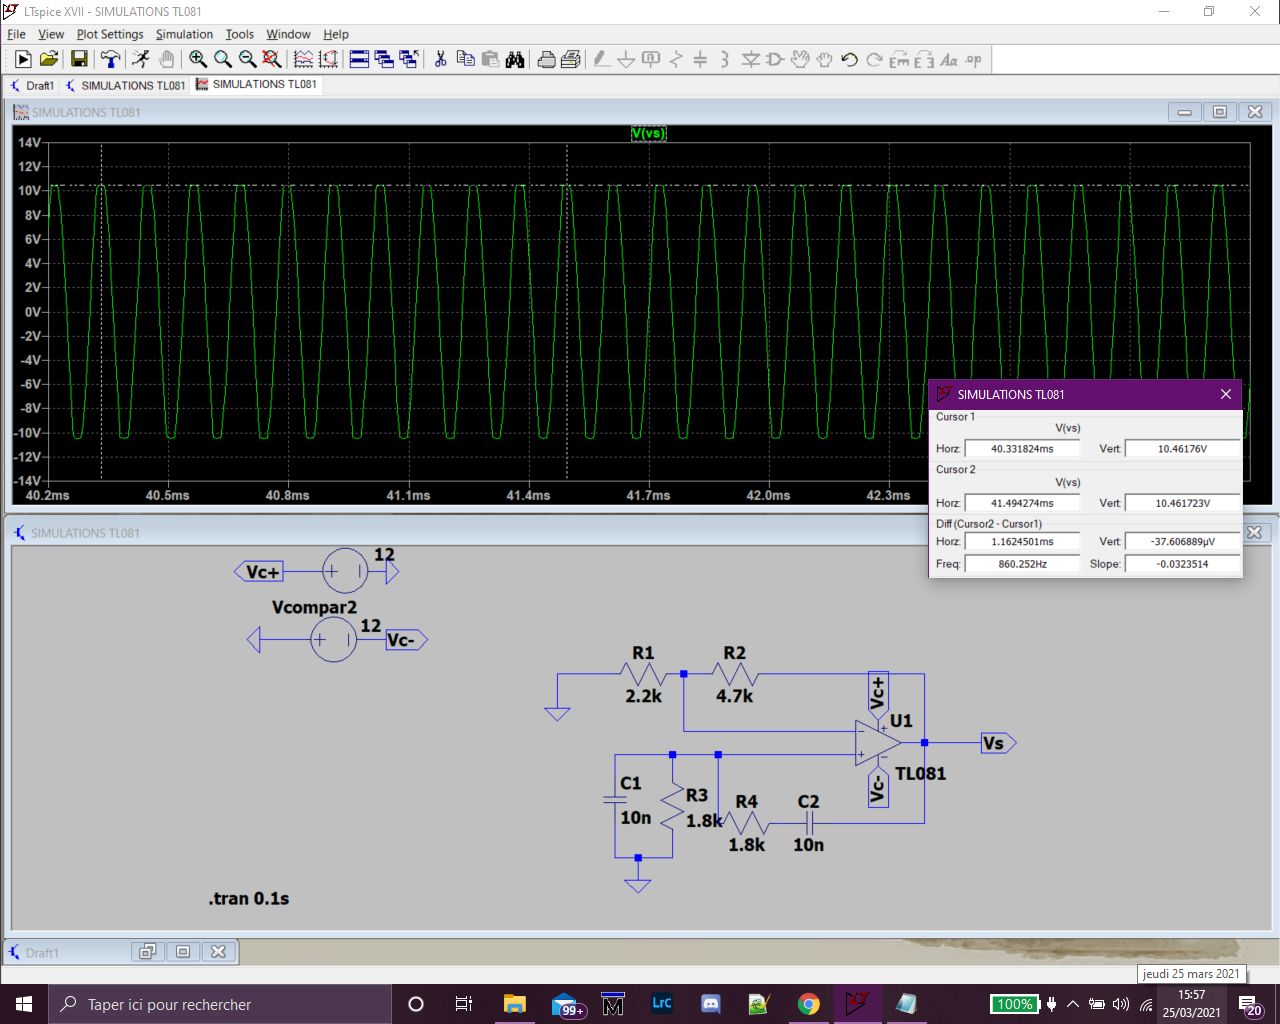 LTspice XVII - SIMULATIONS TL081
File View Plot Settings Simulation Tools Window Help
Draft1 SIMULATIONS TL081 SIMULATIONS TL081
SIMULATIONS TL081
V(vs)
14V
12V
10V
8V
6V
4V
2V
0V
-2V
-4V
-6V
-8V
-10V
-12V
-14V
40.2ms 40.5ms 40.8ms 41.1ms 41.4ms 41.7ms 42.0ms 42.3ms
SIMULATIONS TL081
Cursor 1
V(vs)
Horz: 40.331824ms Vert: 10.46176V
Cursor 2
V(vs)
Horz: 41.494274ms Vert: 10.461723V
Diff (Cursor2 - Cursor1)
Horz: 1.1624501ms Vert: -37.606889µV
Freq: 860.252Hz Slope: -0.0323514
SIMULATIONS TL081
12
Vc+
Vcompar2
12
Vc-
R1 R2
2.2k 4.7k
Vc+
U1
Vs
TL081
Vc-
C1
10n
R3
1.8k
R4 C2
1.8k 10n
.tran 0.1s
Draft1
jeudi 25 mars 2021
Taper ici pour rechercher
99+
LrC
100%
15:57
25/03/2021
20